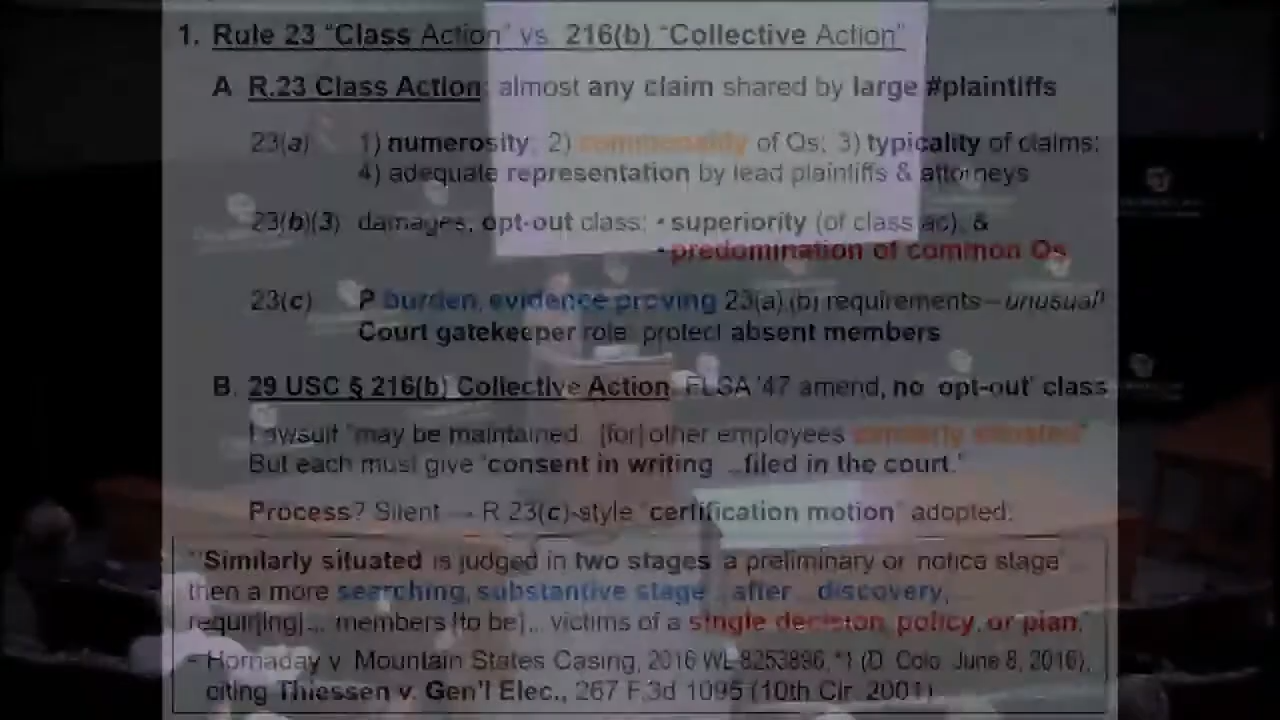 1. Rule 23 “Class Action” vs. 216(b) “Collective Action”
A R.23 Class Action: almost any claim shared by large #plaintiffs
23(a) 1) numerosity; 2) commonality of Qs; 3) typicality of claims;
4) adequate representation by lead plaintiffs & attorneys
23(b)(3) damages, opt-out class: • superiority (of class ac), &
• predomination of common Qs
23(c) P burden, evidence proving 23(a),(b) requirements – unusual!
Court gatekeeper role: protect absent members
B. 29 USC § 216(b) Collective Action: FLSA '47 amend, no 'opt-out' class
Lawsuit “may be maintained ... [for] other employees similarly situated”
But each must give “consent in writing ... filed in the court.”
Process? Silent → R.23(c)-style “certification motion” adopted:
“'Similarly situated' is judged in two stages: a preliminary or notice stage ...
then a more searching, substantive stage ... after ... discovery, ...
requir[ing] ... members [to be] ... victims of a single decision, policy, or plan.”
- Hornaday v. Mountain States Casing, 2016 WL 8253896, *1 (D. Colo. June 8, 2016),
citing Thiessen v. Gen'l Elec., 267 F.3d 1095 (10th Cir. 2001)